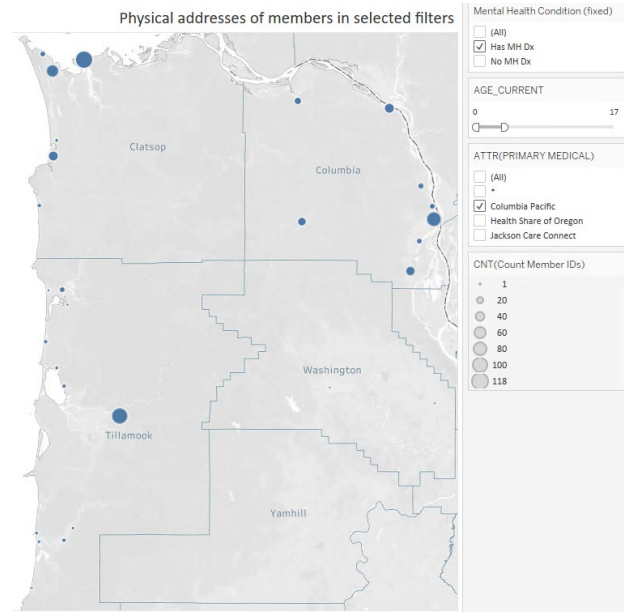 Physical addresses of members in selected filters
Clatsop
Columbia
Washington
Tillamook
Yamhill
Mental Health Condition (fixed)
(All)
Has MH Dx
No MH Dx
AGE_CURRENT
0 17
ATTR(PRIMARY MEDICAL)
(All)
*
Columbia Pacific
Health Share of Oregon
Jackson Care Connect
CNT(Count Member IDs)
1
20
40
60
80
100
118